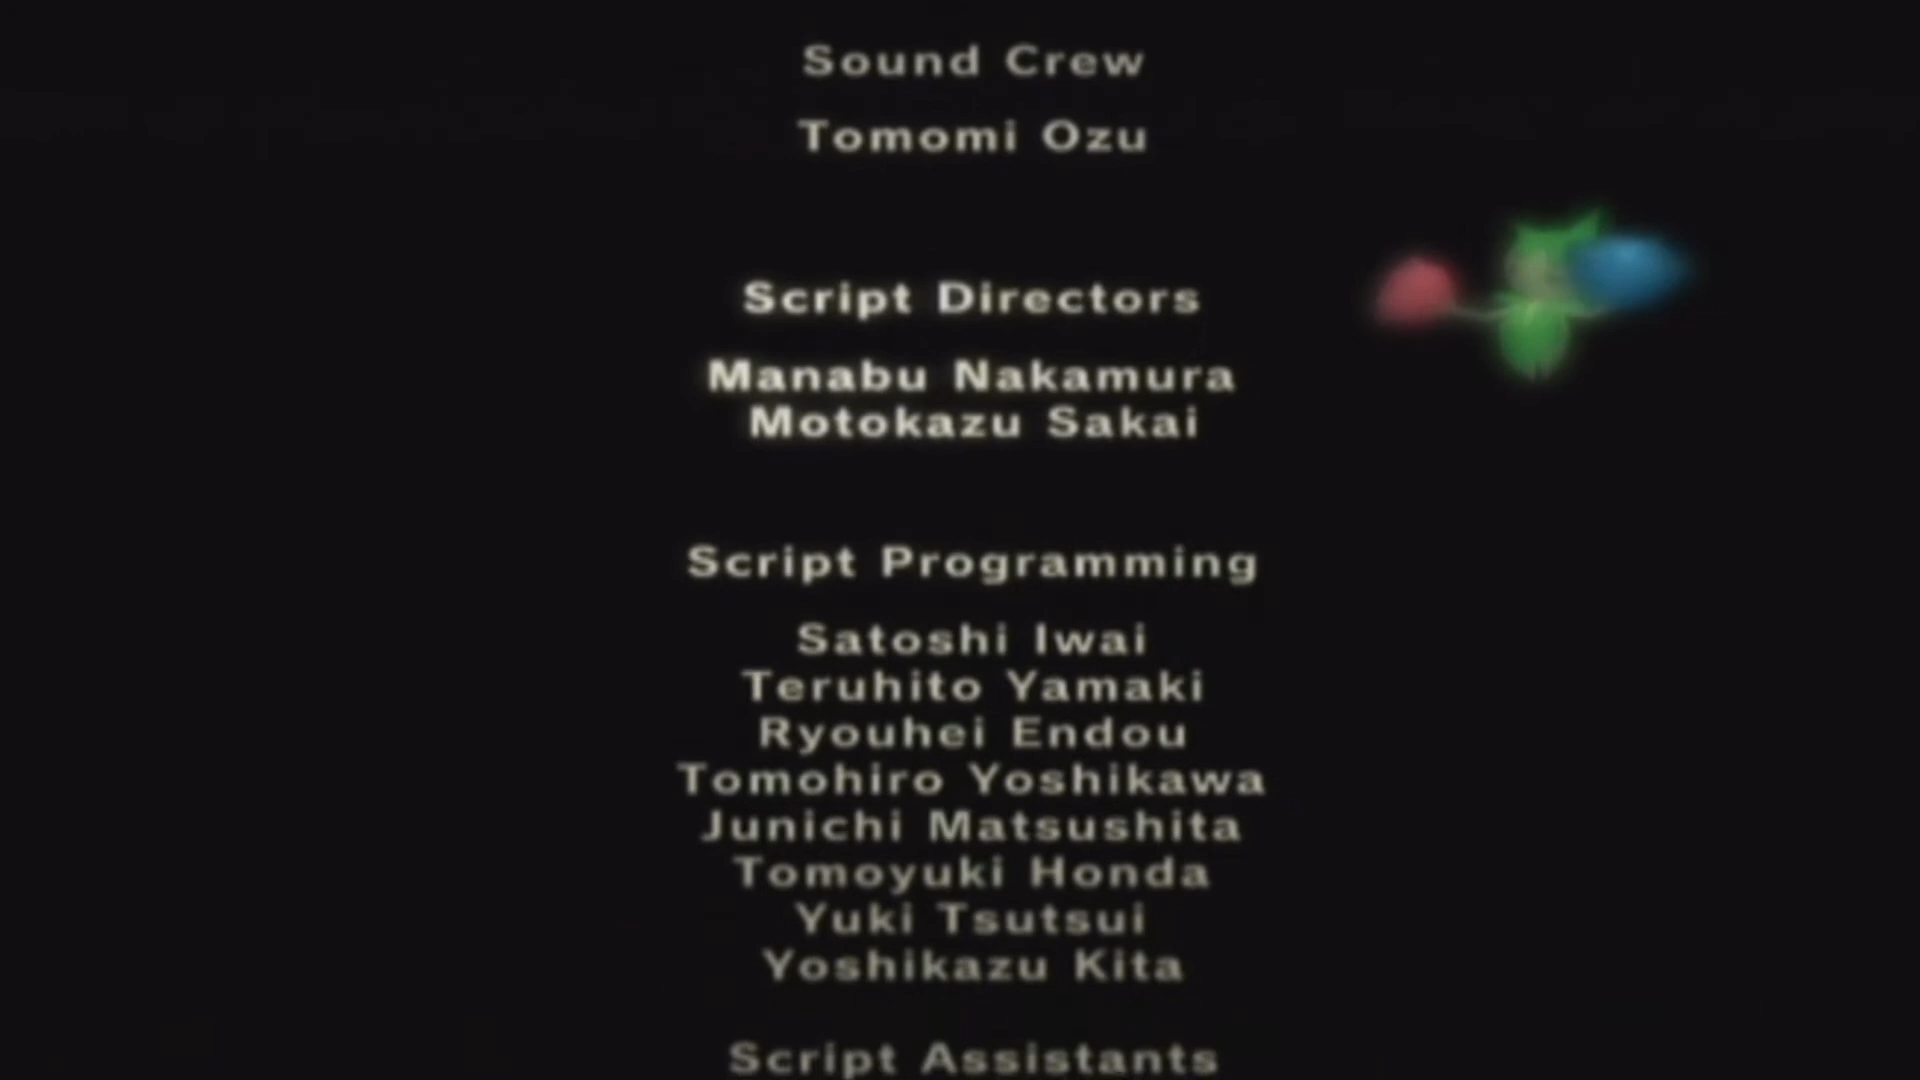 Sound Crew
Tomomi Ozu
Script Directors
Manabu Nakamura
Motokazu Sakai
Script Programming
Satoshi Iwai
Teruhito Yamaki
Ryouhei Endou
Tomohiro Yoshikawa
Junichi Matsushita
Tomoyuki Honda
Yuki Tsutsui
Yoshikazu Kita
Script Assistants